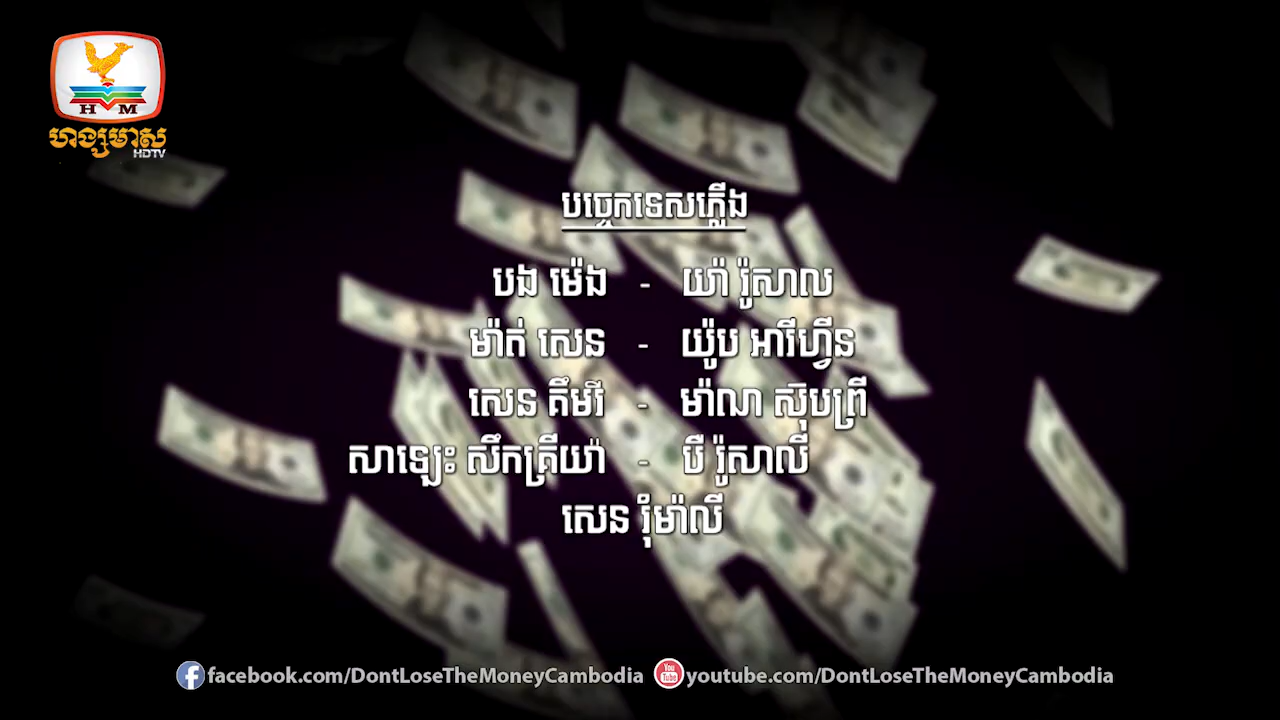 HM
ហង្សមាស
HDTV
បច្ចេកទេសភ្លើង
បង ម៉េង - យ៉ា រ៉ូសាល
ម៉ាត់ សេន - យ៉ូប អារីហ្វីន
សេន គឹមរី - ម៉ាណា ស៊ុបព្រី
សាឡេះ សឹកគ្រីយ៉ា - បឺ រ៉ូសាលី
សេន រុំម៉ាលី
facebook.com/DontLoseTheMoneyCambodia youtube.com/DontLoseTheMoneyCambodia